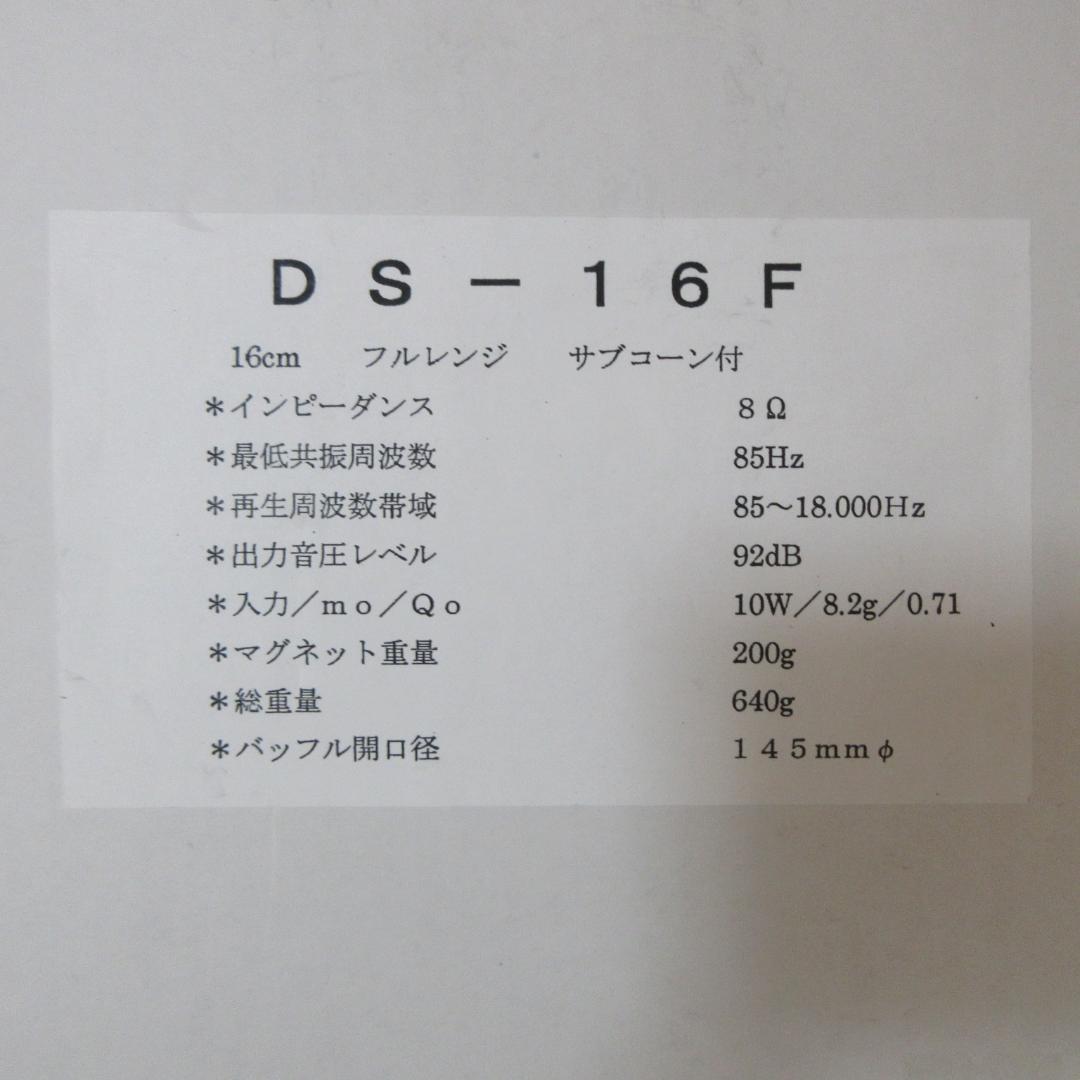 ＤＳ－１６Ｆ
16cm　フルレンジ　サブコーン付
＊インピーダンス　８Ω
＊最低共振周波数　85Hz
＊再生周波数帯域　85～18.000Hz
＊出力音圧レベル　92dB
＊入力／ｍｏ／Ｑｏ　10W／8.2g／0.71
＊マグネット重量　200g
＊総重量　640g
＊バッフル開口径　１４５ｍｍφ